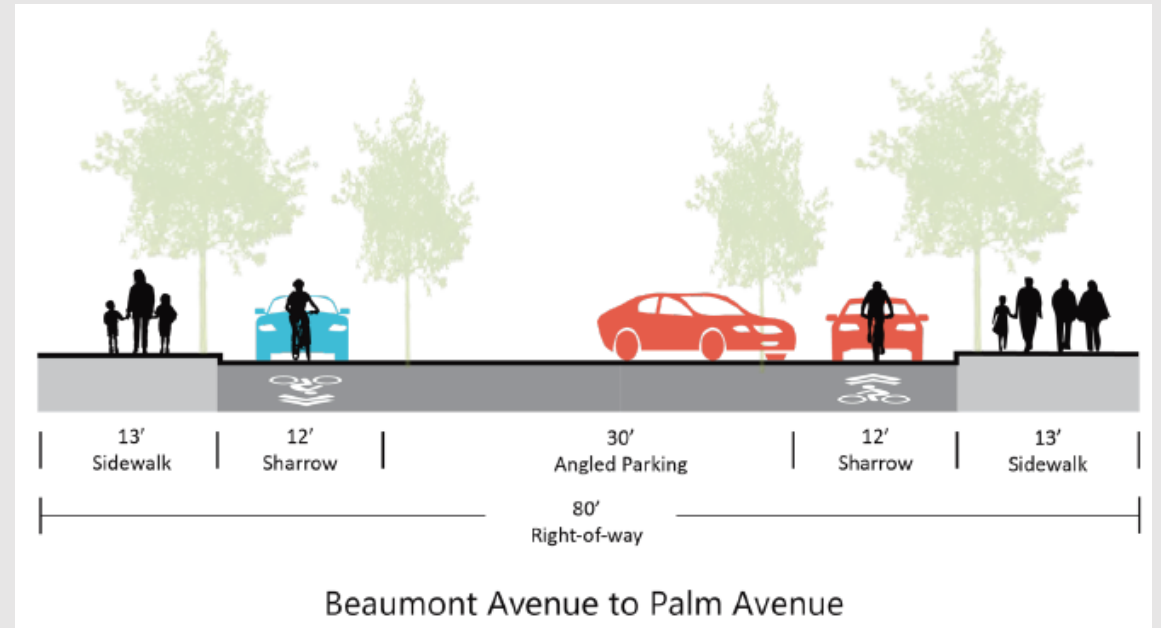 13′
Sidewalk
12′
Sharrow
30′
Angled Parking
12′
Sharrow
13′
Sidewalk
80′
Right-of-way
Beaumont Avenue to Palm Avenue